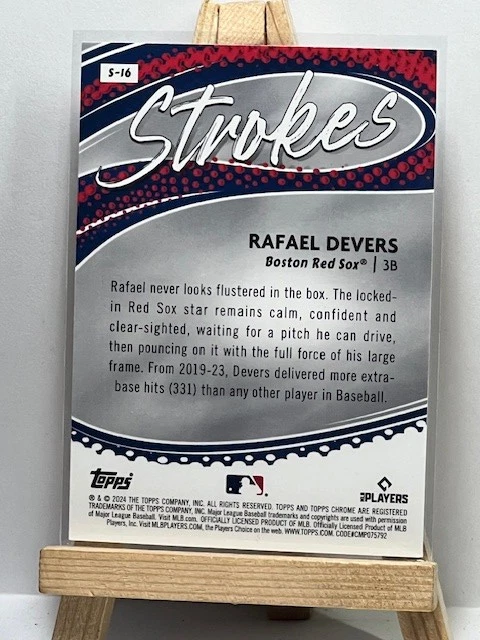 S-16
Strokes
RAFAEL DEVERS
Boston Red Sox® | 3B
Rafael never looks flustered in the box. The locked-
in Red Sox star remains calm, confident and
clear-sighted, waiting for a pitch he can drive,
then pouncing on it with the full force of his large
frame. From 2019-23, Devers delivered more extra-
base hits (331) than any other player in Baseball.
topps
MLB PLAYERS
® & © 2024 THE TOPPS COMPANY, INC. ALL RIGHTS RESERVED. TOPPS AND TOPPS CHROME ARE REGISTERED
TRADEMARKS OF THE TOPPS COMPANY, INC. Major League Baseball trademarks and copyrights are used with permission
of Major League Baseball. Visit MLB.com. OFFICIALLY LICENSED PRODUCT OF MLB. Officially Licensed Product of MLB
Players, Inc. Visit MLBPLAYERS.com, the Players Choice on the web. WWW.TOPPS.COM. CODE#CMP075792